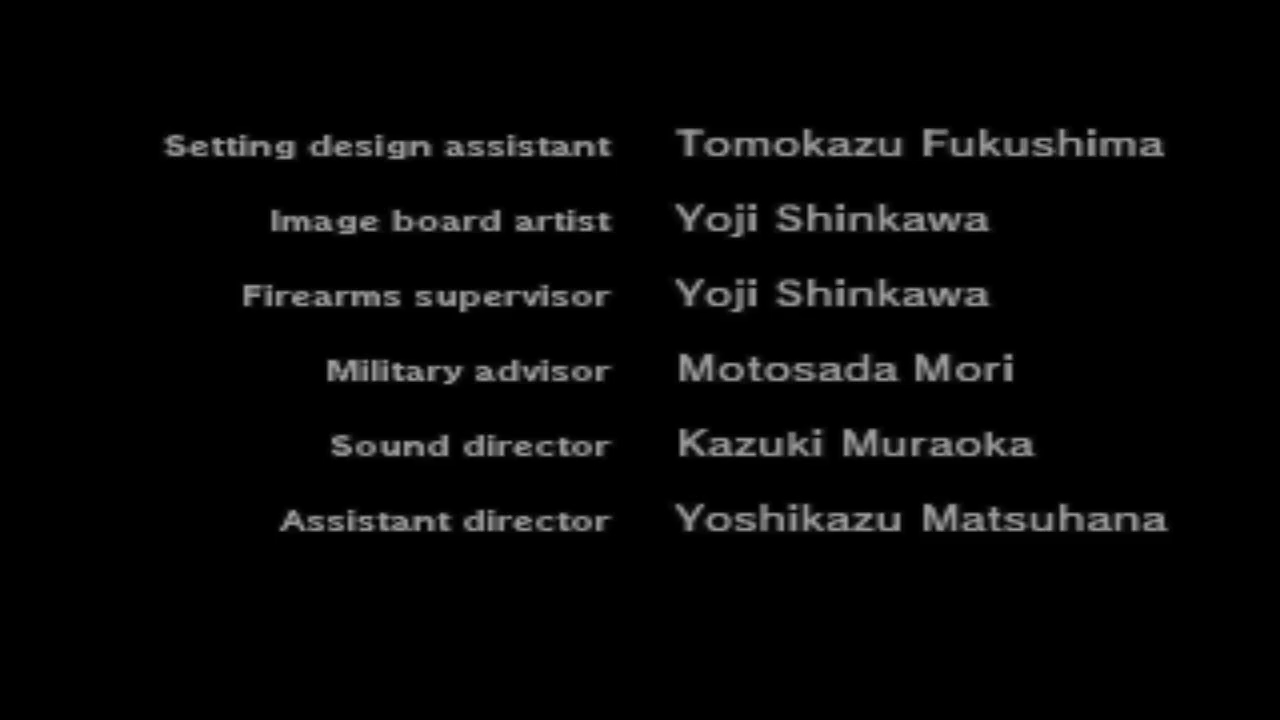 Setting design assistant Tomokazu Fukushima
Image board artist Yoji Shinkawa
Firearms supervisor Yoji Shinkawa
Military advisor Motosada Mori
Sound director Kazuki Muraoka
Assistant director Yoshikazu Matsuhana